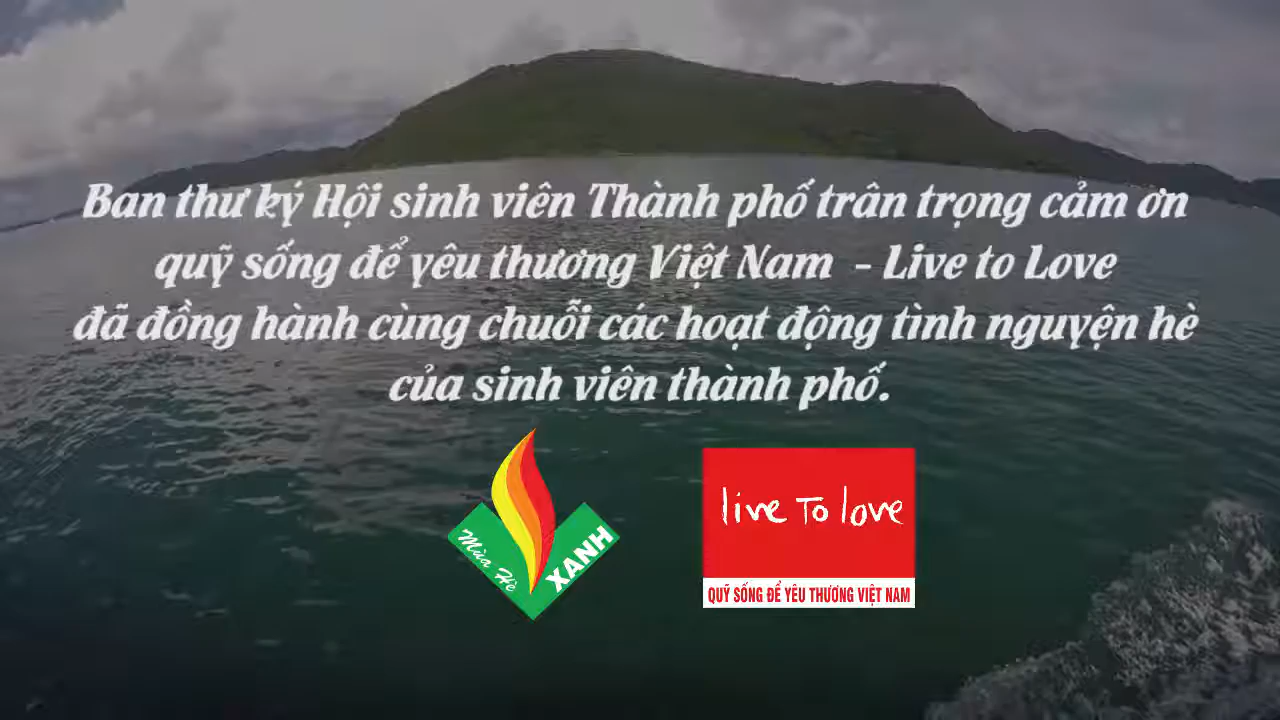 Ban thư ký Hội sinh viên Thành phố trân trọng cảm ơn
quỹ sống để yêu thương Việt Nam - Live to Love
đã đồng hành cùng chuỗi các hoạt động tình nguyện hè
của sinh viên thành phố.
Mùa Hè
XANH
live To love
QUỸ SỐNG ĐỂ YÊU THƯƠNG VIỆT NAM